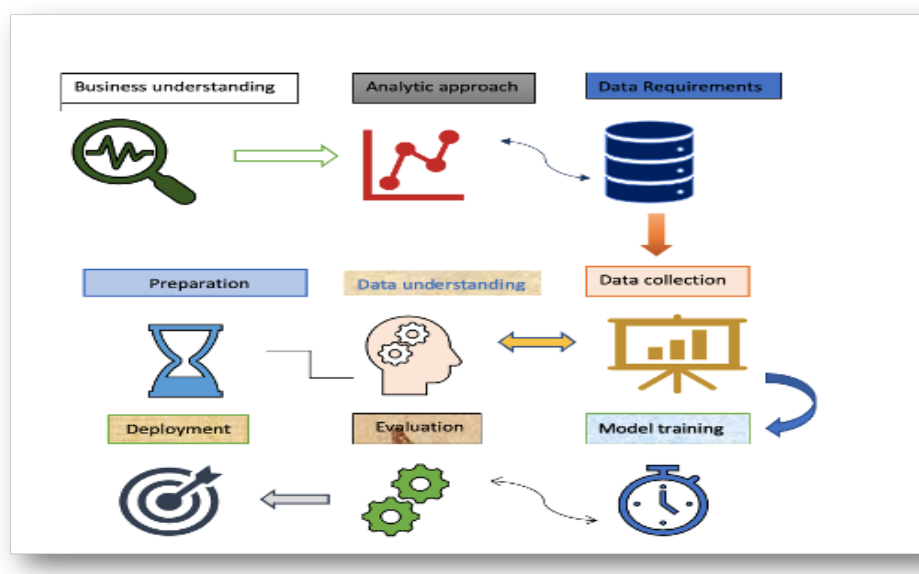 Business understanding
Analytic approach
Data Requirements
Preparation
Data understanding
Data collection
Deployment
Evaluation
Model training